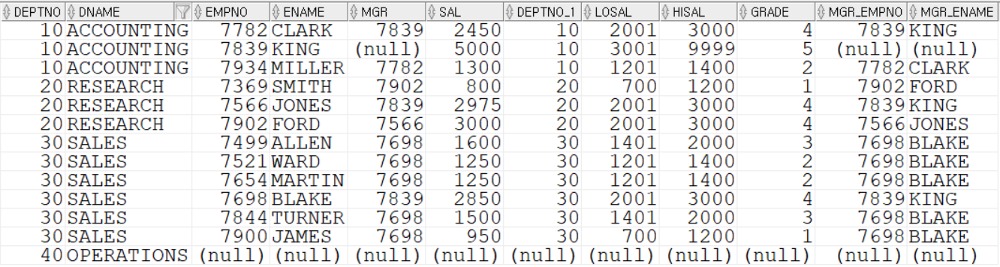 DEPTNO DNAME EMPNO ENAME MGR SAL DEPTNO_1 LOSAL HISAL GRADE MGR_EMPNO MGR_ENAME
10 ACCOUNTING 7782 CLARK 7839 2450 10 2001 3000 4 7839 KING
10 ACCOUNTING 7839 KING (null) 5000 10 3001 9999 5 (null) (null)
10 ACCOUNTING 7934 MILLER 7782 1300 10 1201 1400 2 7782 CLARK
20 RESEARCH 7369 SMITH 7902 800 20 700 1200 1 7902 FORD
20 RESEARCH 7566 JONES 7839 2975 20 2001 3000 4 7839 KING
20 RESEARCH 7902 FORD 7566 3000 20 2001 3000 4 7566 JONES
30 SALES 7499 ALLEN 7698 1600 30 1401 2000 3 7698 BLAKE
30 SALES 7521 WARD 7698 1250 30 1201 1400 2 7698 BLAKE
30 SALES 7654 MARTIN 7698 1250 30 1201 1400 2 7698 BLAKE
30 SALES 7698 BLAKE 7839 2850 30 2001 3000 4 7839 KING
30 SALES 7844 TURNER 7698 1500 30 1401 2000 3 7698 BLAKE
30 SALES 7900 JAMES 7698 950 30 700 1200 1 7698 BLAKE
40 OPERATIONS (null) (null) (null) (null) (null) (null) (null) (null) (null) (null)